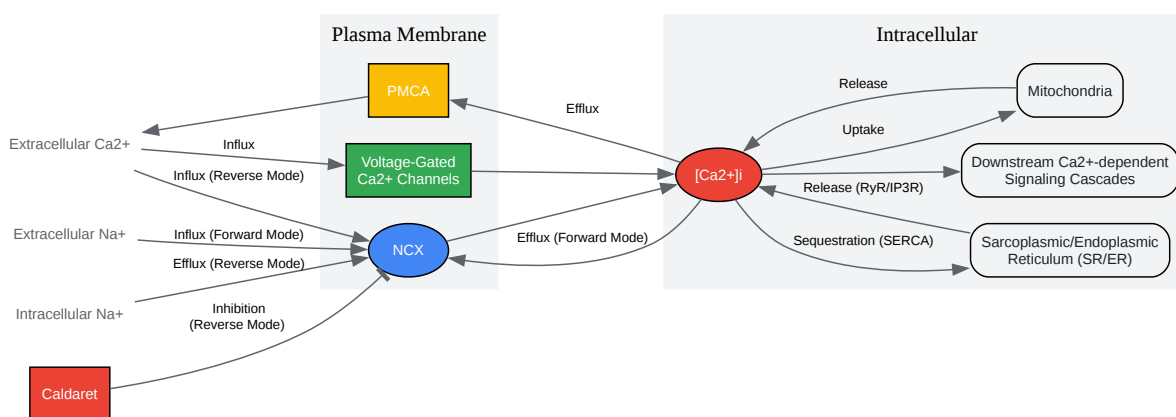 Plasma Membrane
Intracellular
PMCA
Efflux
Release
Mitochondria
Uptake
Extracellular Ca2+
Influx
Voltage-Gated
Ca2+ Channels
[Ca2+]i
Downstream Ca2+-dependent
Signaling Cascades
Influx (Reverse Mode)
Release (RyR/IP3R)
Extracellular Na+
Influx (Forward Mode)
NCX
Efflux (Forward Mode)
Sequestration (SERCA)
Sarcoplasmic/Endoplasmic
Reticulum (SR/ER)
Efflux (Reverse Mode)
Intracellular Na+
Inhibition
(Reverse Mode)
Caldaret